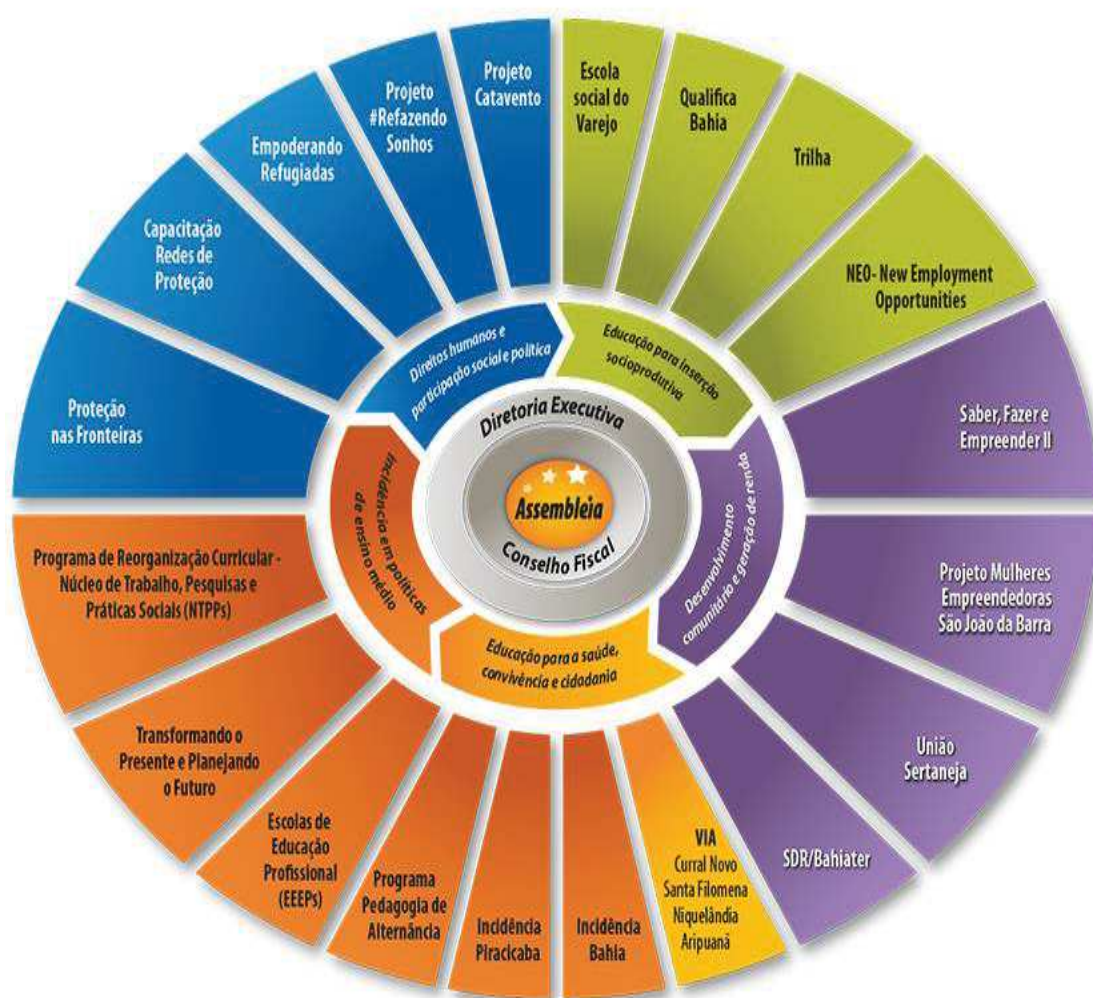 Projeto
Catavento
Projeto
#Refazendo
Sonhos
Empoderando
Refugiadas
Capacitação
Redes de
Proteção
Proteção
nas Fronteiras
Escola
social do
Varejo
Qualifica
Bahia
Trilha
NEO- New Employment
Opportunities
Saber, Fazer e
Empreender II
Projeto Mulheres
Empreendedoras
São João da Barra
União
Sertaneja
SDR/Bahiater
VIA
Curral Novo
Santa Filomena
Niquelândia
Aripuanã
Incidência
Bahia
Incidência
Piracicaba
Programa
Pedagogia de
Alternância
Escolas de
Educação
Profissional
(EEEPs)
Transformando o
Presente e Planejando
o Futuro
Programa de Reorganização Curricular -
Núcleo de Trabalho, Pesquisas e
Práticas Sociais (NTPPs)
Direitos humanos e
participação social e política
Educação para inserção
socioprodutiva
Desenvolvimento
comunitário e geração de renda
Educação para a saúde,
convivência e cidadania
Incidência em políticas
de ensino médio
Diretoria Executiva
Assembleia
Conselho Fiscal